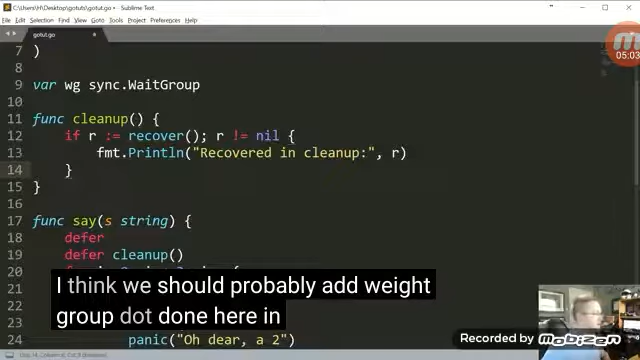 C:\Users\H\Desktop\gotuts\gotut.go • - Sublime Text
File Edit Selection Find View Goto Tools Project Preferences Help
gotut.go
05:03
7 )
8
9 var wg sync.WaitGroup
10
11 func cleanup() {
12 if r := recover(); r != nil {
13 fmt.Println("Recovered in cleanup:", r)
14 }
15 }
16
17 func say(s string) {
18 defer
19 defer cleanup()
20
I think we should probably add weight
group dot done here in
24 panic("Oh dear, a 2")
Recorded by
MOBIZEN